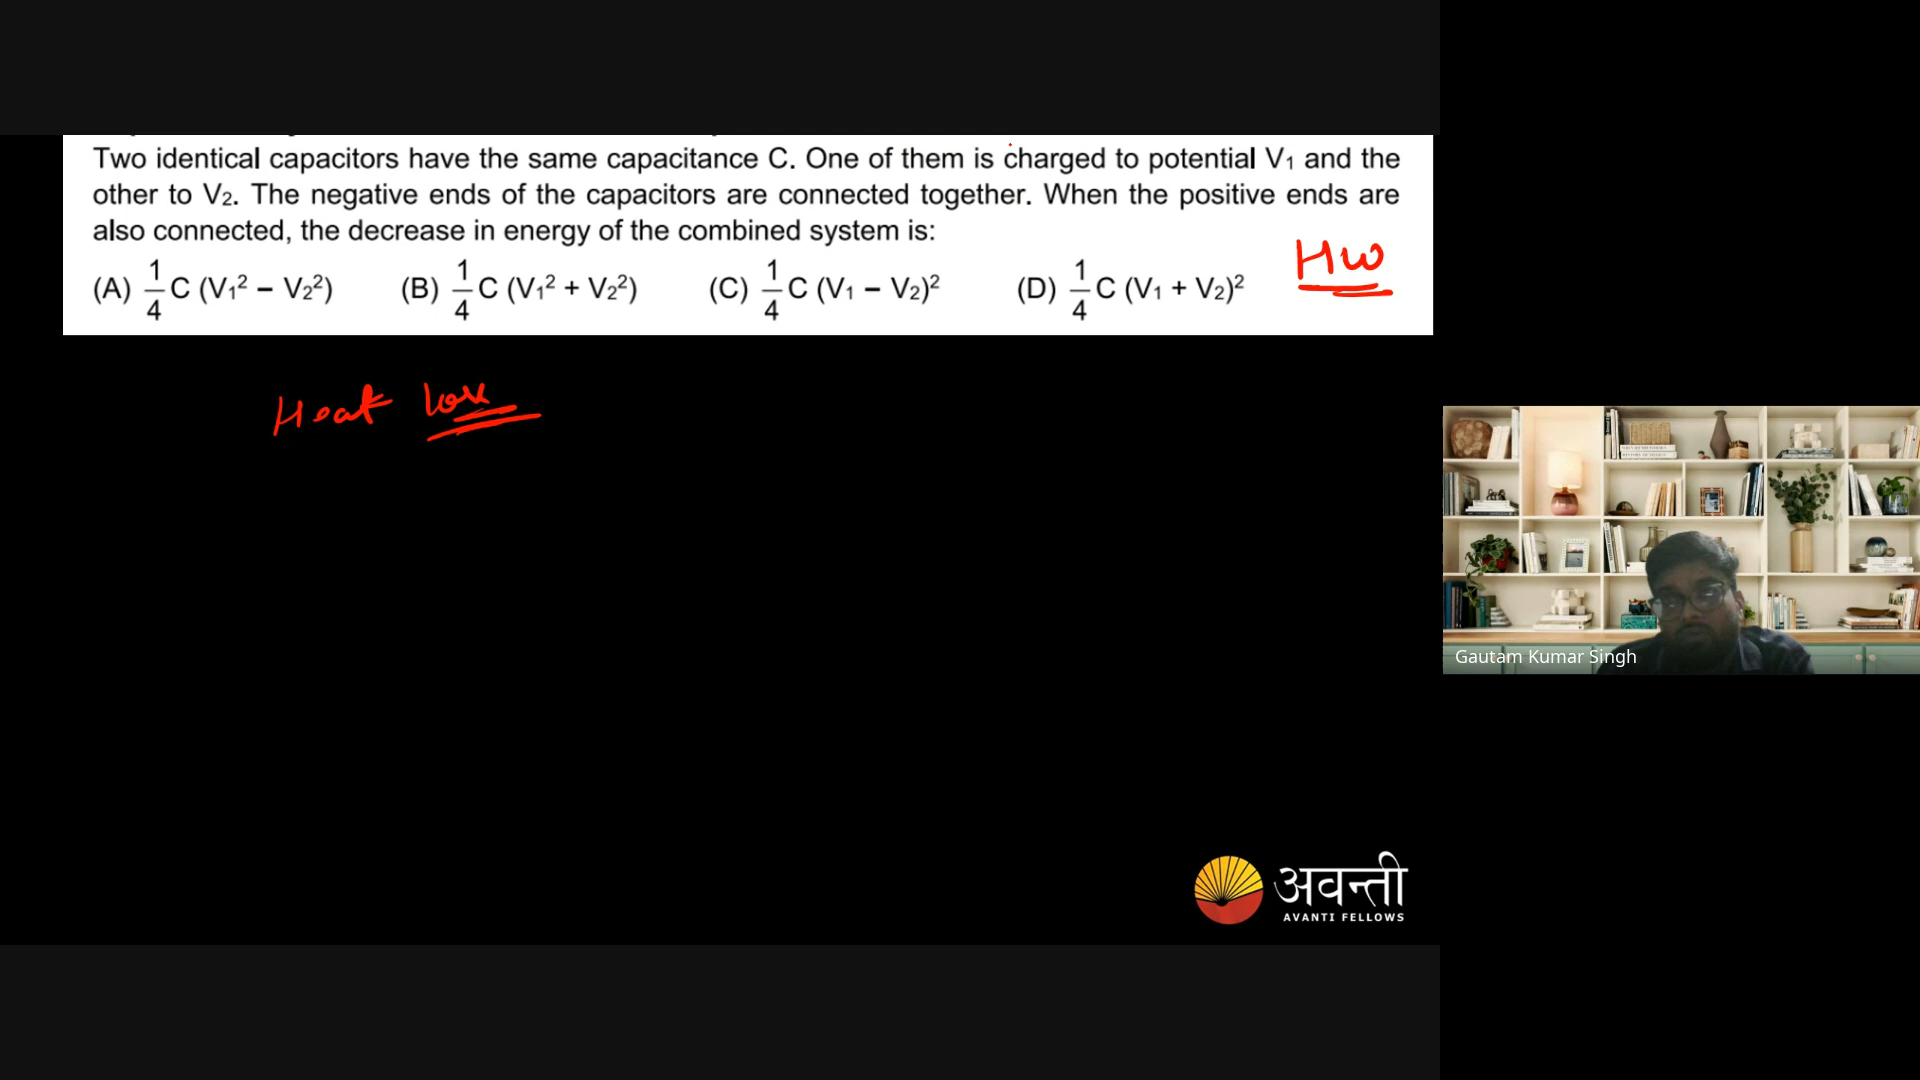 Two identical capacitors have the same capacitance C. One of them is charged to potential V₁ and the
other to V₂. The negative ends of the capacitors are connected together. When the positive ends are
also connected, the decrease in energy of the combined system is:
(A) 1/4 C (V₁² – V₂²) (B) 1/4 C (V₁² + V₂²) (C) 1/4 C (V₁ – V₂)² (D) 1/4 C (V₁ + V₂)²
HW
Heat loss
Gautam Kumar Singh
अवन्ती
AVANTI FELLOWS